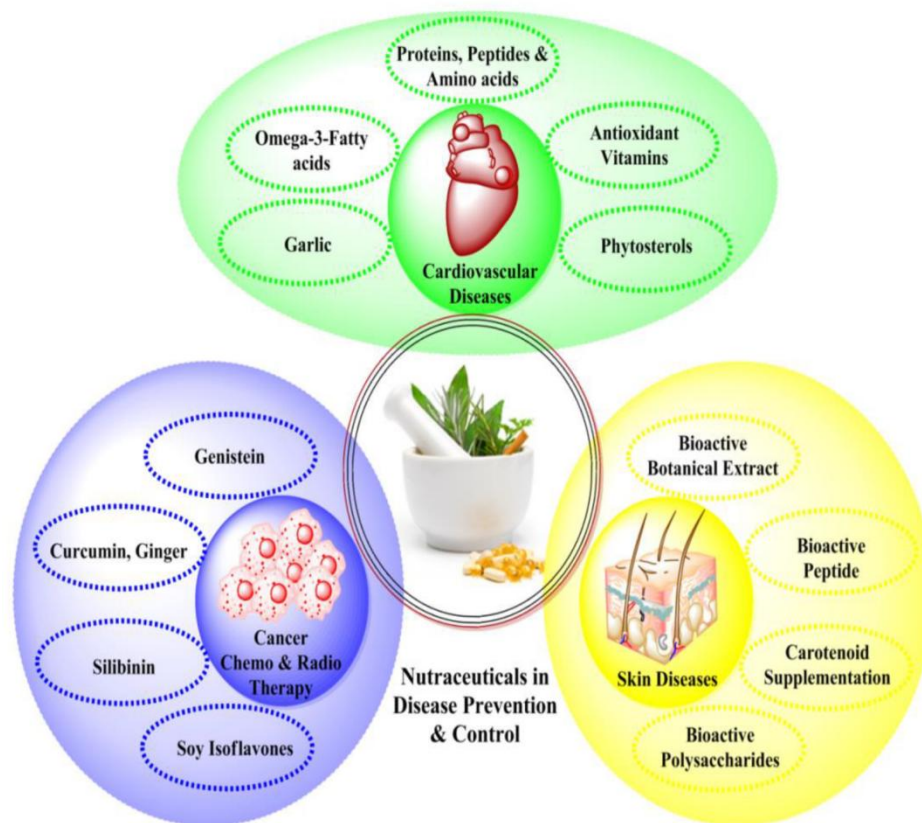 Proteins, Peptides &
Amino acids
Omega-3-Fatty
acids
Antioxidant
Vitamins
Garlic
Phytosterols
Cardiovascular
Diseases
Genistein
Curcumin, Ginger
Silibinin
Soy Isoflavones
Cancer
Chemo & Radio
Therapy
Nutraceuticals in
Disease Prevention
& Control
Bioactive
Botanical Extract
Bioactive
Peptide
Carotenoid
Supplementation
Bioactive
Polysaccharides
Skin Diseases